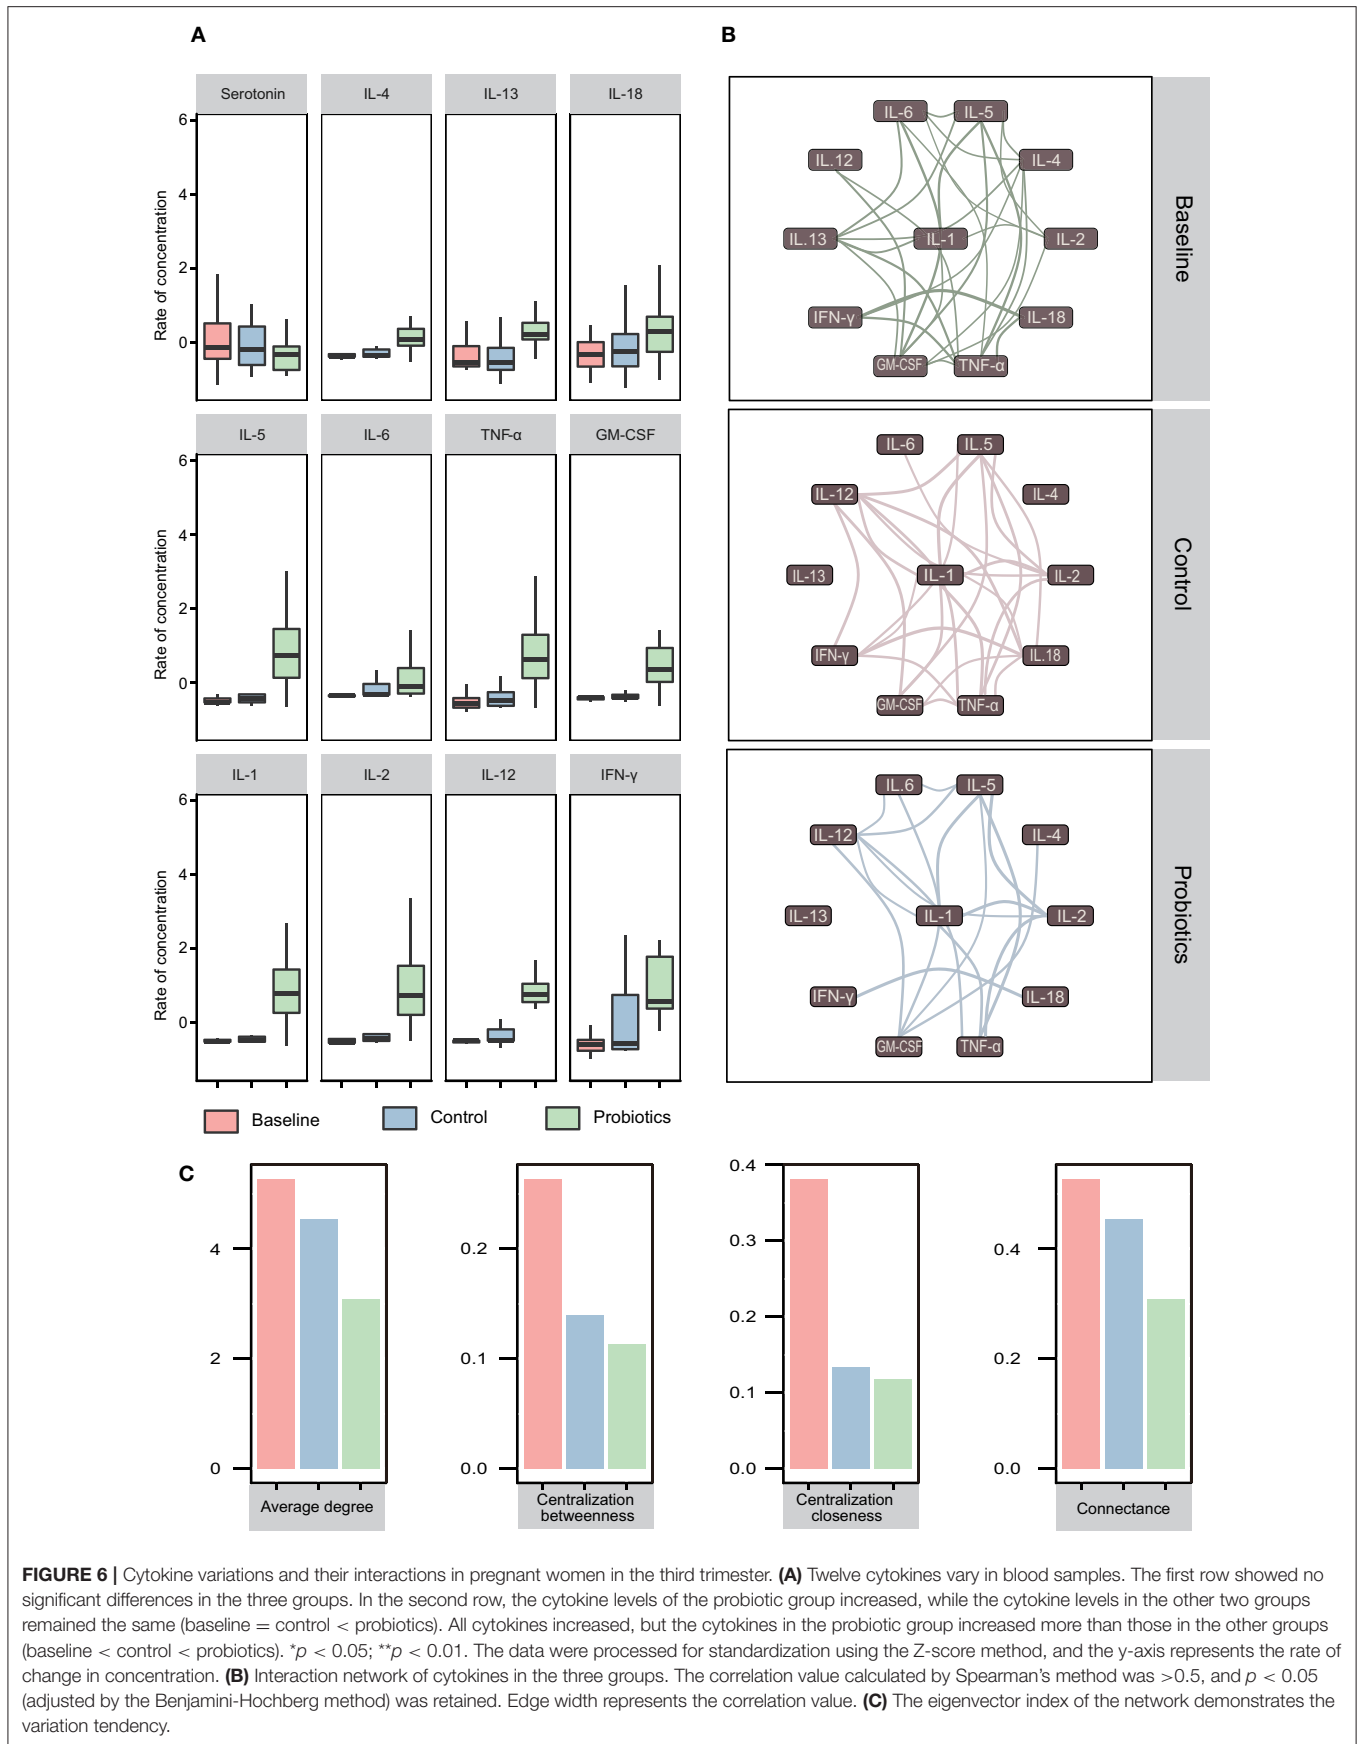 A
B
Serotonin IL-4 IL-13 IL-18
6
4
2
0
Rate of concentration
IL-5 IL-6 TNF-α GM-CSF
6
4
2
0
Rate of concentration
IL-1 IL-2 IL-12 IFN-γ
6
4
2
0
Rate of concentration
Baseline Control Probiotics
IL-6 IL-5
IL.12 IL-4
IL.13 IL-1 IL-2
IFN-γ IL-18
GM-CSF TNF-α
Baseline
IL-6 IL.5
IL-12 IL-4
IL-13 IL-1 IL-2
IFN-γ IL.18
GM-CSF TNF-α
Control
IL.6 IL-5
IL-12 IL-4
IL-13 IL-1 IL-2
IFN-γ IL-18
GM-CSF TNF-α
Probiotics
C
4
2
0
Average degree
0.2
0.1
0.0
Centralization
betweenness
0.4
0.3
0.2
0.1
0.0
Centralization
closeness
0.4
0.2
0.0
Connectance
FIGURE 6 | Cytokine variations and their interactions in pregnant women in the third trimester. (A) Twelve cytokines vary in blood samples. The first row showed no
significant differences in the three groups. In the second row, the cytokine levels of the probiotic group increased, while the cytokine levels in the other two groups
remained the same (baseline = control < probiotics). All cytokines increased, but the cytokines in the probiotic group increased more than those in the other groups
(baseline < control < probiotics). *p < 0.05; **p < 0.01. The data were processed for standardization using the Z-score method, and the y-axis represents the rate of
change in concentration. (B) Interaction network of cytokines in the three groups. The correlation value calculated by Spearman's method was >0.5, and p < 0.05
(adjusted by the Benjamini-Hochberg method) was retained. Edge width represents the correlation value. (C) The eigenvector index of the network demonstrates the
variation tendency.